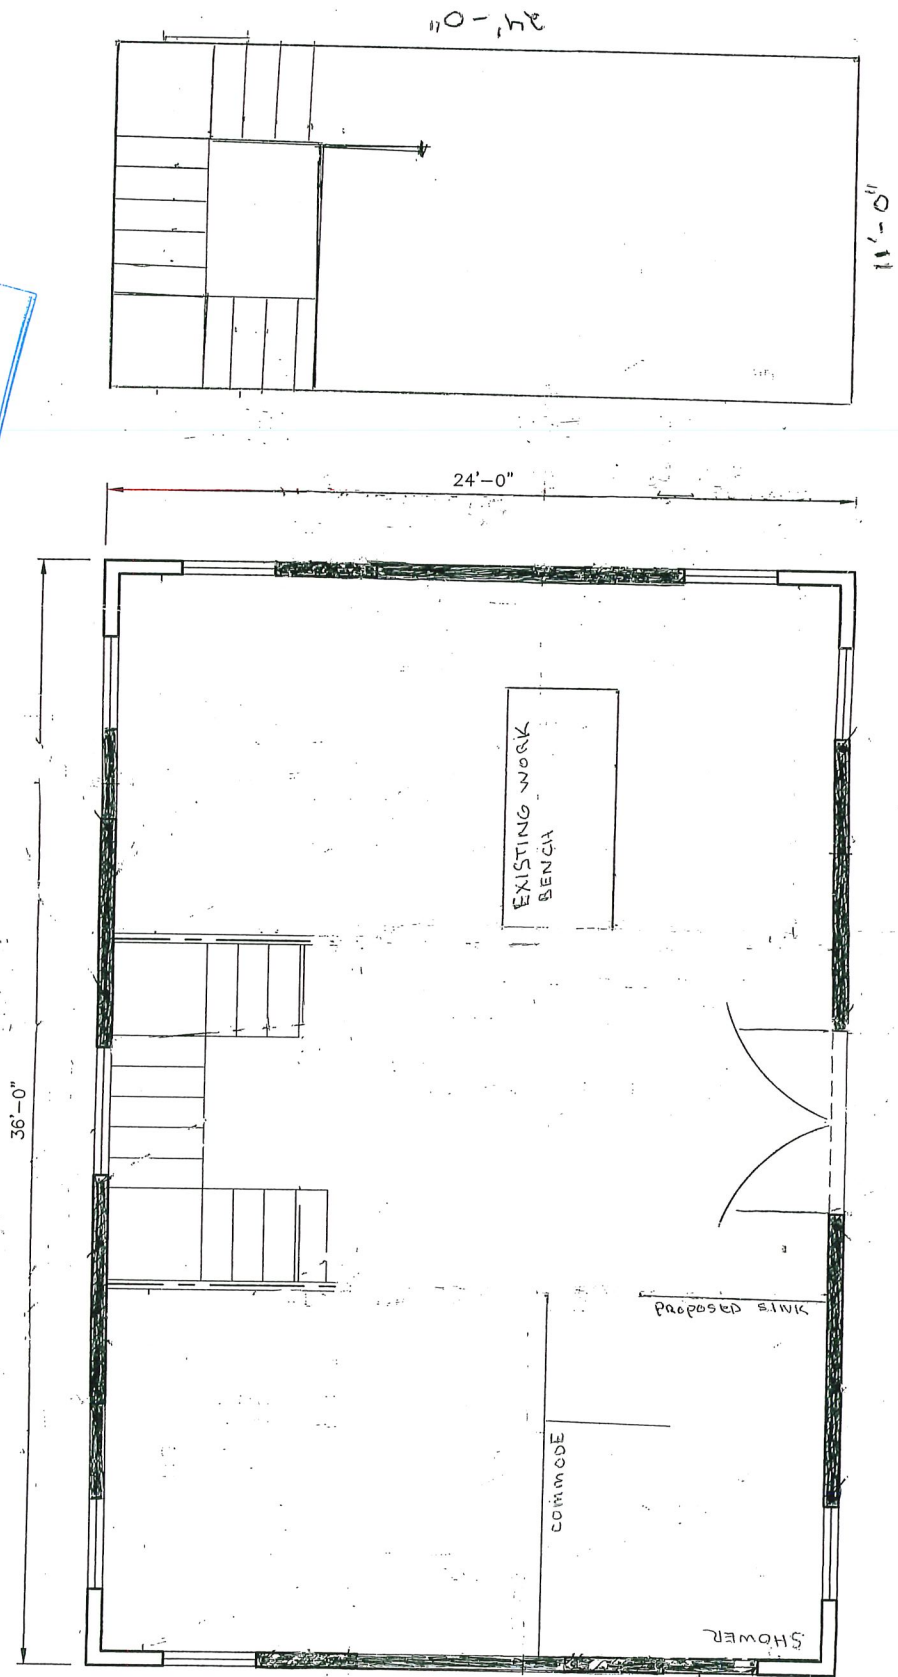 24'-0"
11'-0"
24'-0"
36'-0"
EXISTING WORK
BENCH
PROPOSED SINK
COMMODE
SHOWER